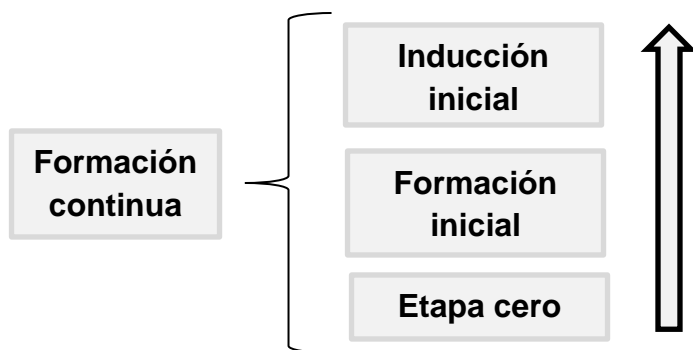 Formación
continua
Inducción
inicial
Formación
inicial
Etapa cero